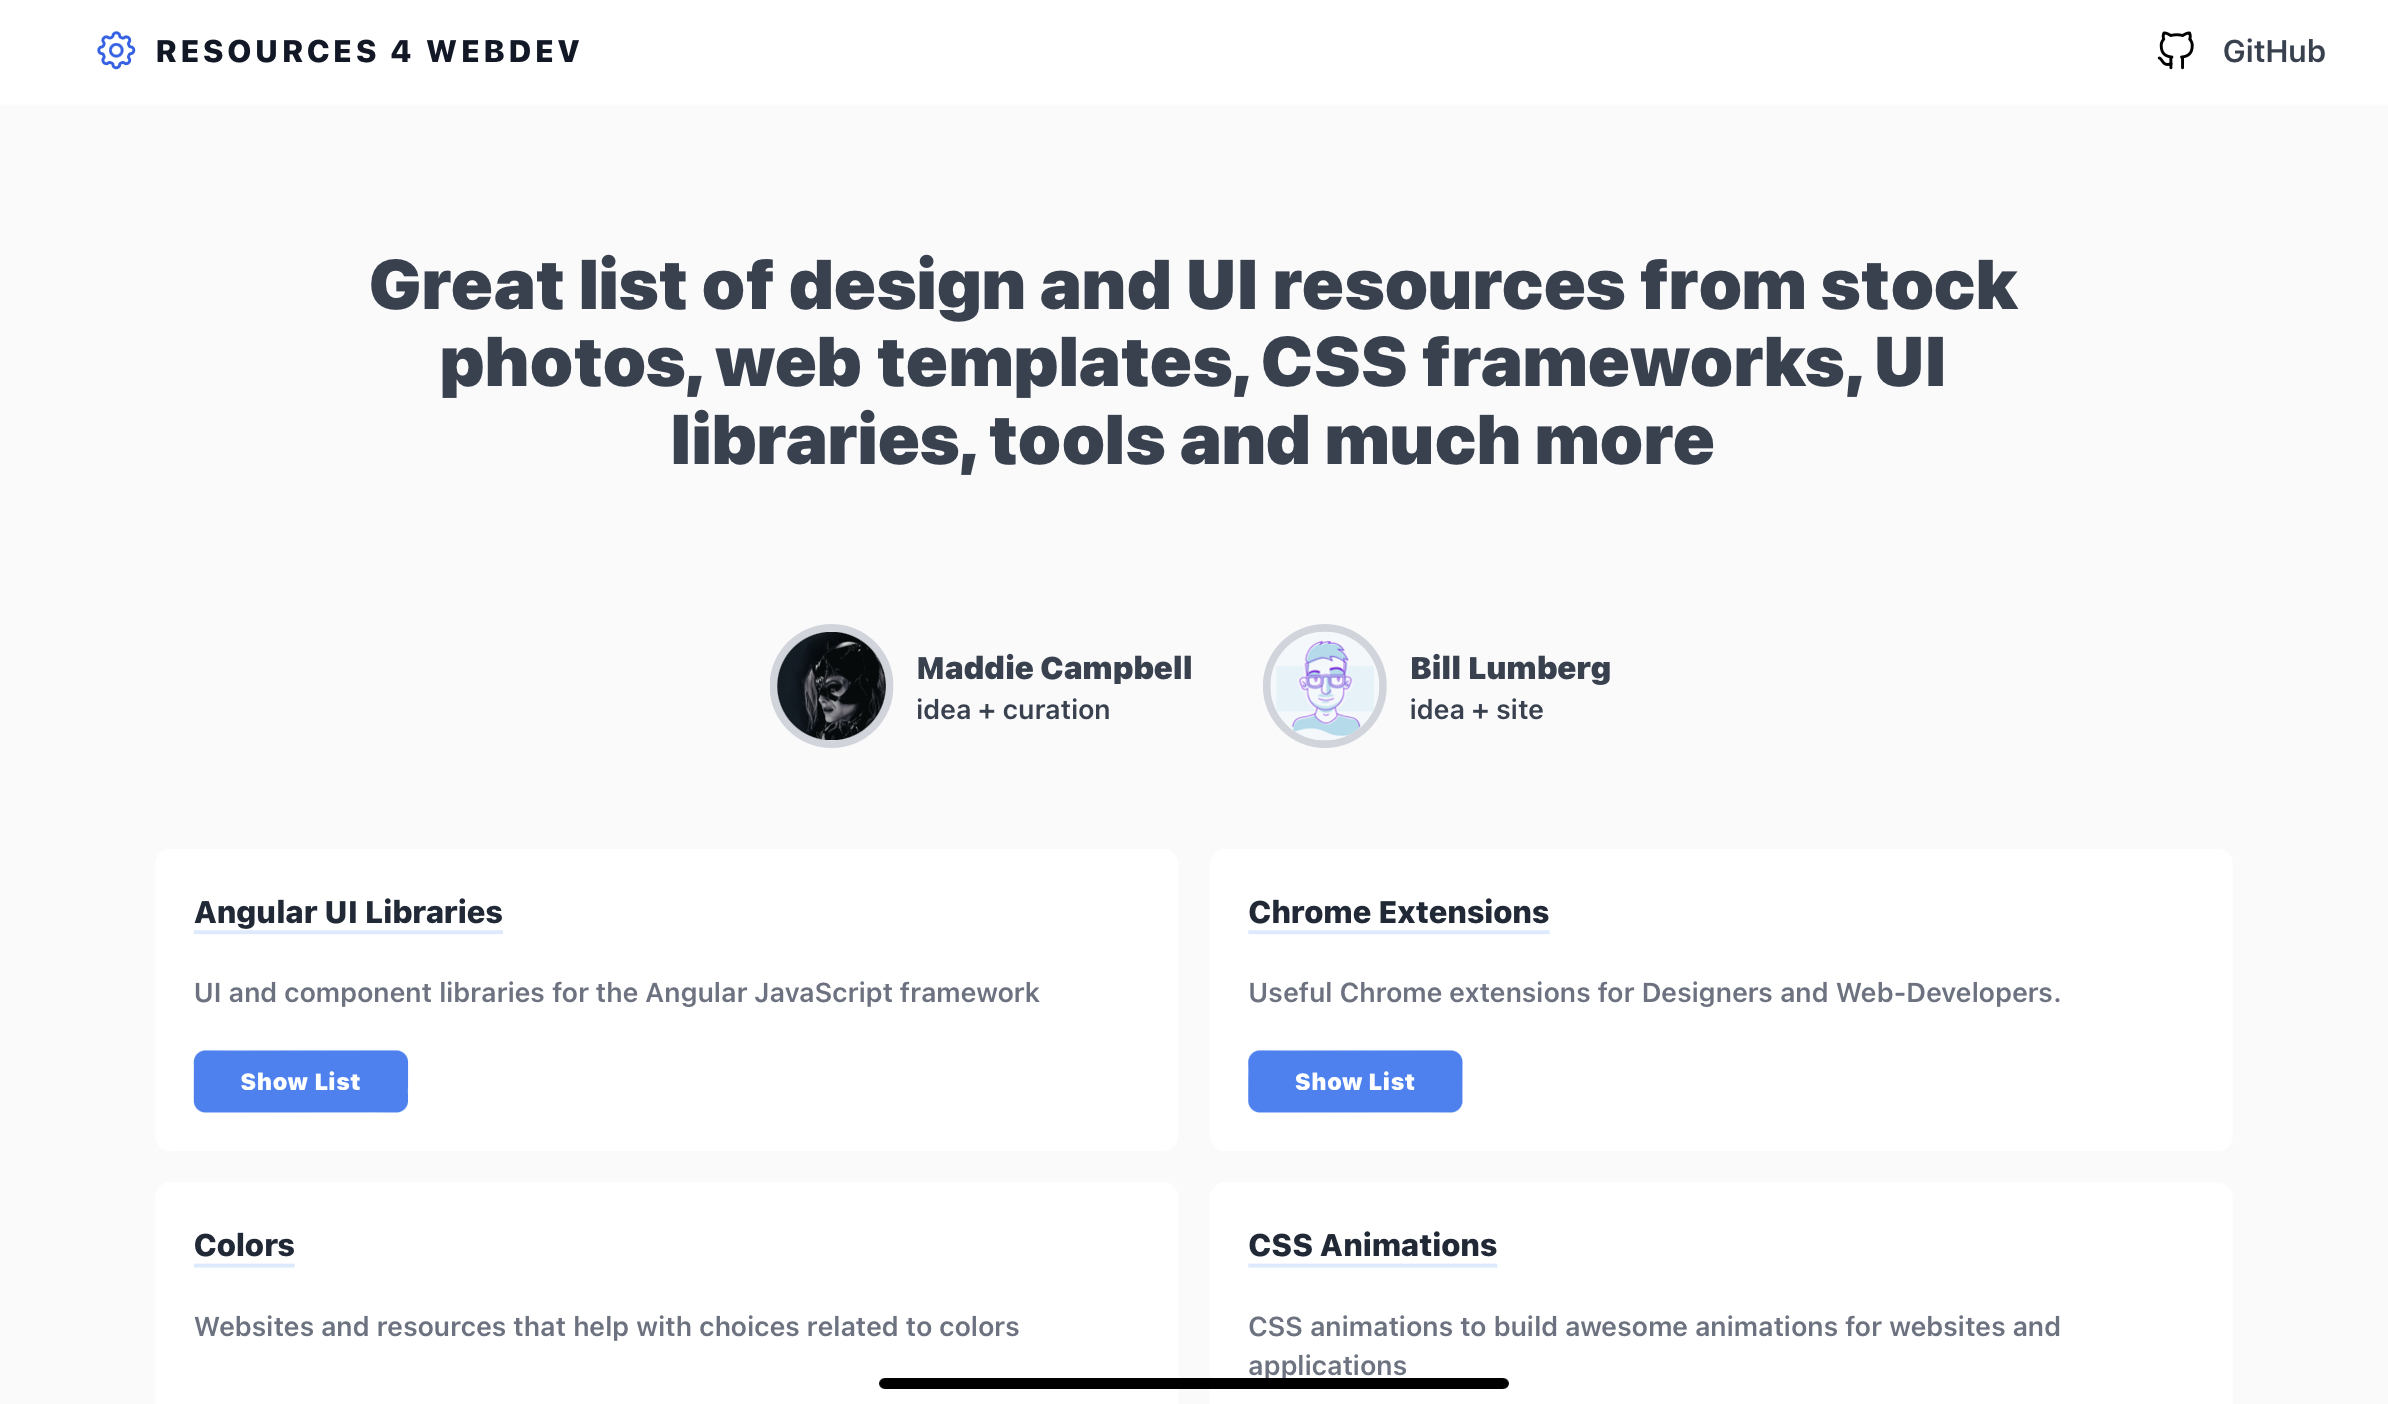 RESOURCES 4 WEBDEV
GitHub
Great list of design and UI resources from stock
photos, web templates, CSS frameworks, UI
libraries, tools and much more
Maddie Campbell
idea + curation
Bill Lumberg
idea + site
Angular UI Libraries
UI and component libraries for the Angular JavaScript framework
Show List
Chrome Extensions
Useful Chrome extensions for Designers and Web-Developers.
Show List
Colors
Websites and resources that help with choices related to colors
CSS Animations
CSS animations to build awesome animations for websites and
applications